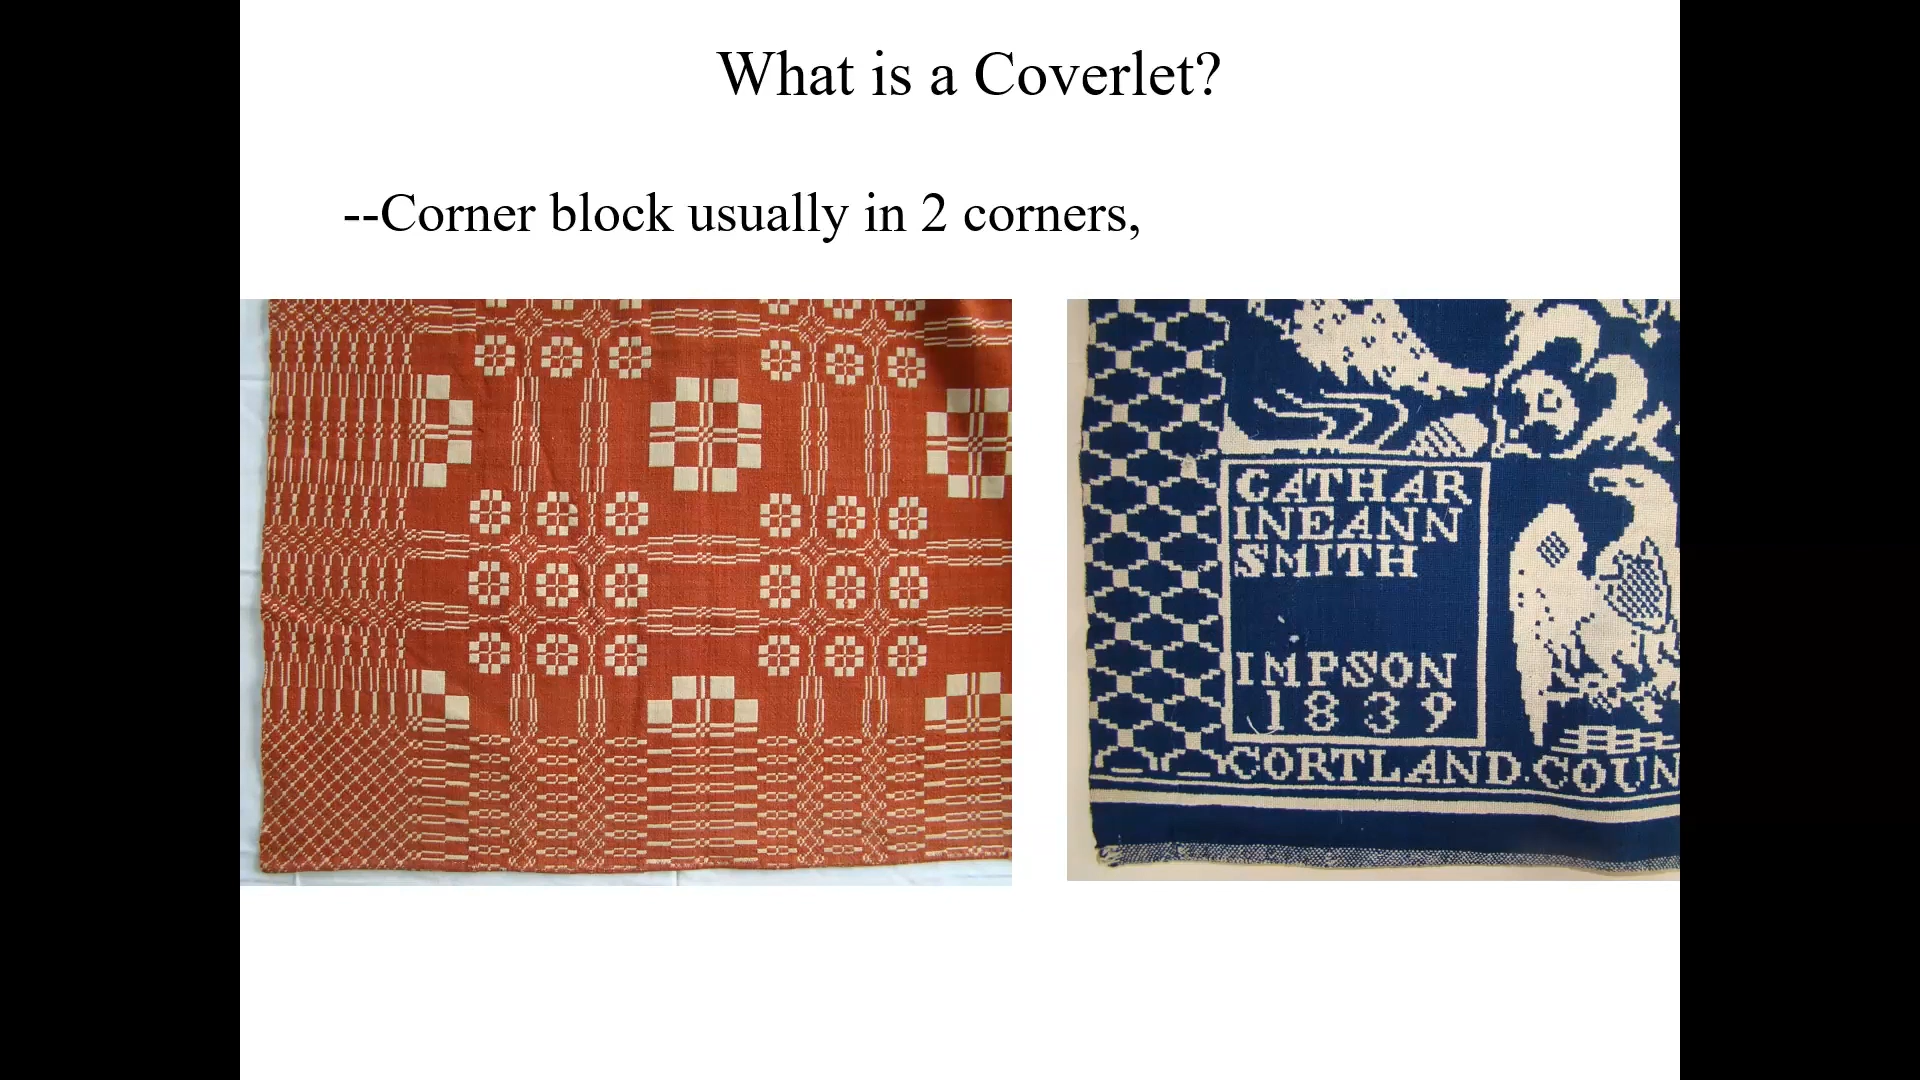 What is a Coverlet?
--Corner block usually in 2 corners,
CATHAR
INEANN
SMITH
IMPSON
1839
CORTLAND. COUN